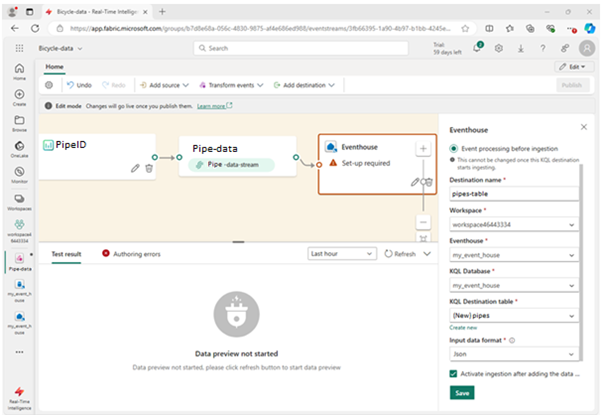 Bicycle-data - Real-Time Intelligence
https://app.fabric.microsoft.com/groups/b7d8e68a-056c-4830-9875-af4e686ed988/eventstreams/3fb66395-1a90-4b97-b1bb-4245e...
Bicycle-data
Search
Trial:
59 days left
Home
Edit
Undo
Redo
Add source
Transform events
Add destination
Publish
Edit mode Changes will go live once you publish them. Learn more
Home
Create
Browse
OneLake
Monitor
Workspaces
Pipe-data
my_event_house
my_event_house
Real-Time
Intelligence
PipeID
Pipe-data
Pipe -data-stream
Eventhouse
Set-up required
Test result
Authoring errors
Last hour
Refresh
Data preview not started
Data preview not started, please click refresh button to start data preview
Eventhouse
Event processing before ingestion
This cannot be changed once this KQL destination
starts ingesting.
Destination name *
pipes-table
Workspace *
workspace46443334
Eventhouse *
my_event_house
KQL Database *
my_event_house
KQL Destination table *
(New) pipes
Create new
Input data format *
Json
Activate ingestion after adding the data ...
Save